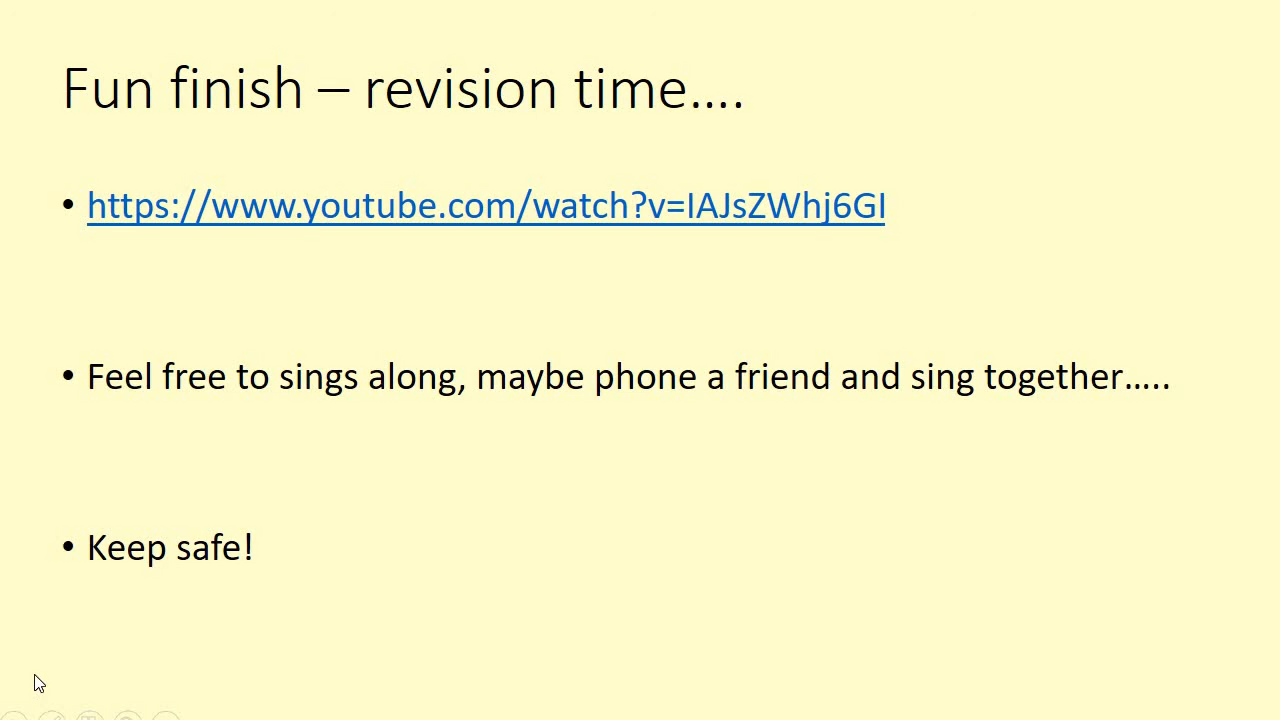 Fun finish – revision time….
• https://www.youtube.com/watch?v=IAJsZWhj6GI
• Feel free to sings along, maybe phone a friend and sing together…..
• Keep safe!